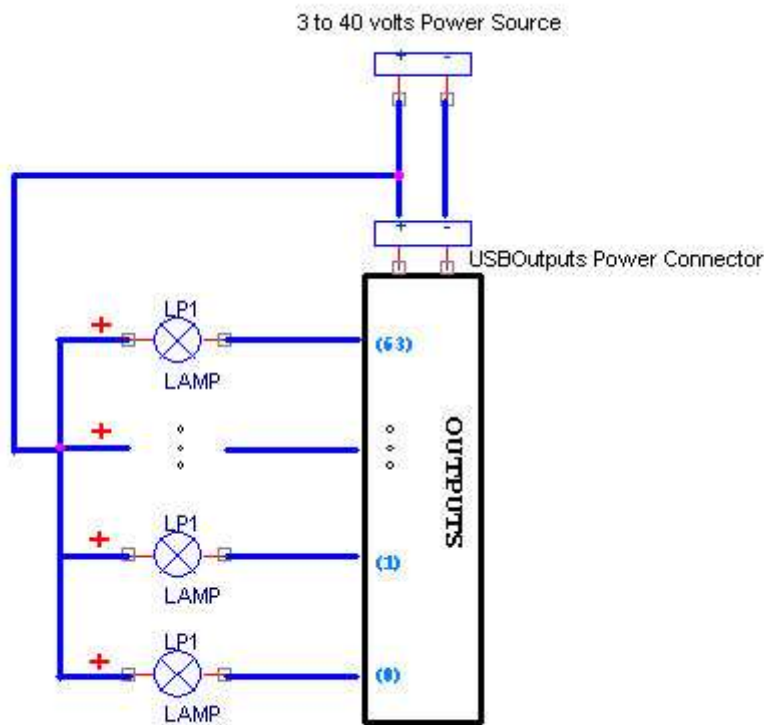 3 to 40 volts Power Source
+ -
+ -
USBOutputs Power Connector
LP1
+
(63)
LAMP
+
OUTPUTS
LP1
+
(1)
LAMP
LP1
+
(0)
LAMP